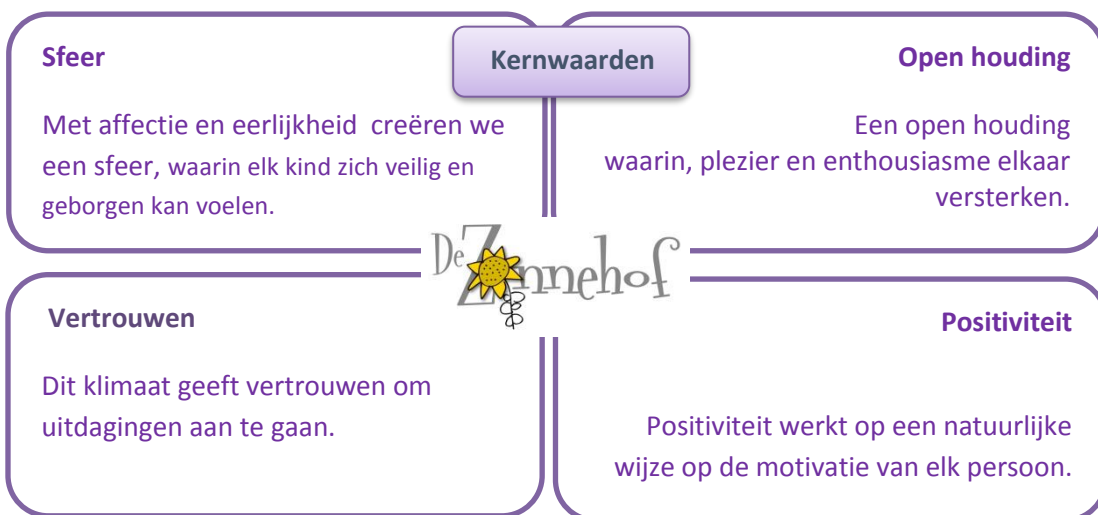 Kernwaarden
Sfeer
Met affectie en eerlijkheid creëren we
een sfeer, waarin elk kind zich veilig en
geborgen kan voelen.
Open houding
Een open houding
waarin, plezier en enthousiasme elkaar
versterken.
De Zonnehof
Vertrouwen
Dit klimaat geeft vertrouwen om
uitdagingen aan te gaan.
Positiviteit
Positiviteit werkt op een natuurlijke
wijze op de motivatie van elk persoon.